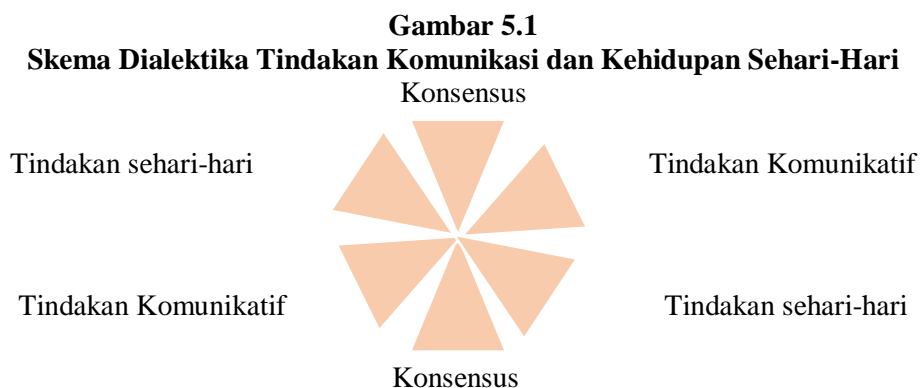 Gambar 5.1
Skema Dialektika Tindakan Komunikasi dan Kehidupan Sehari-Hari
Konsensus
Tindakan sehari-hari
Tindakan Komunikatif
Tindakan Komunikatif
Tindakan sehari-hari
Konsensus